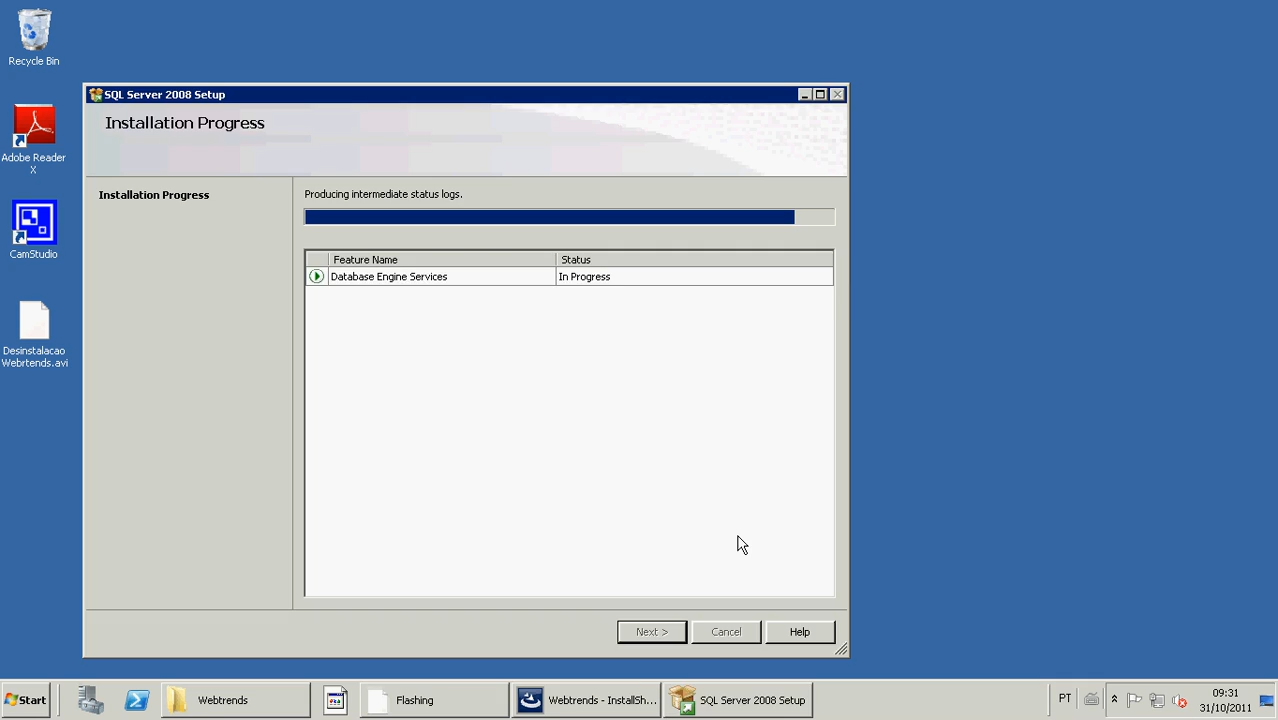 Recycle Bin
Adobe Reader
X
CamStudio
Desinstalacao
Webrtends.avi
SQL Server 2008 Setup
Installation Progress
Installation Progress
Producing intermediate status logs.
Feature Name Status
Database Engine Services In Progress
Next > Cancel Help
Start Webtrends Flashing Webtrends - InstallSh... SQL Server 2008 Setup PT 09:31
31/10/2011